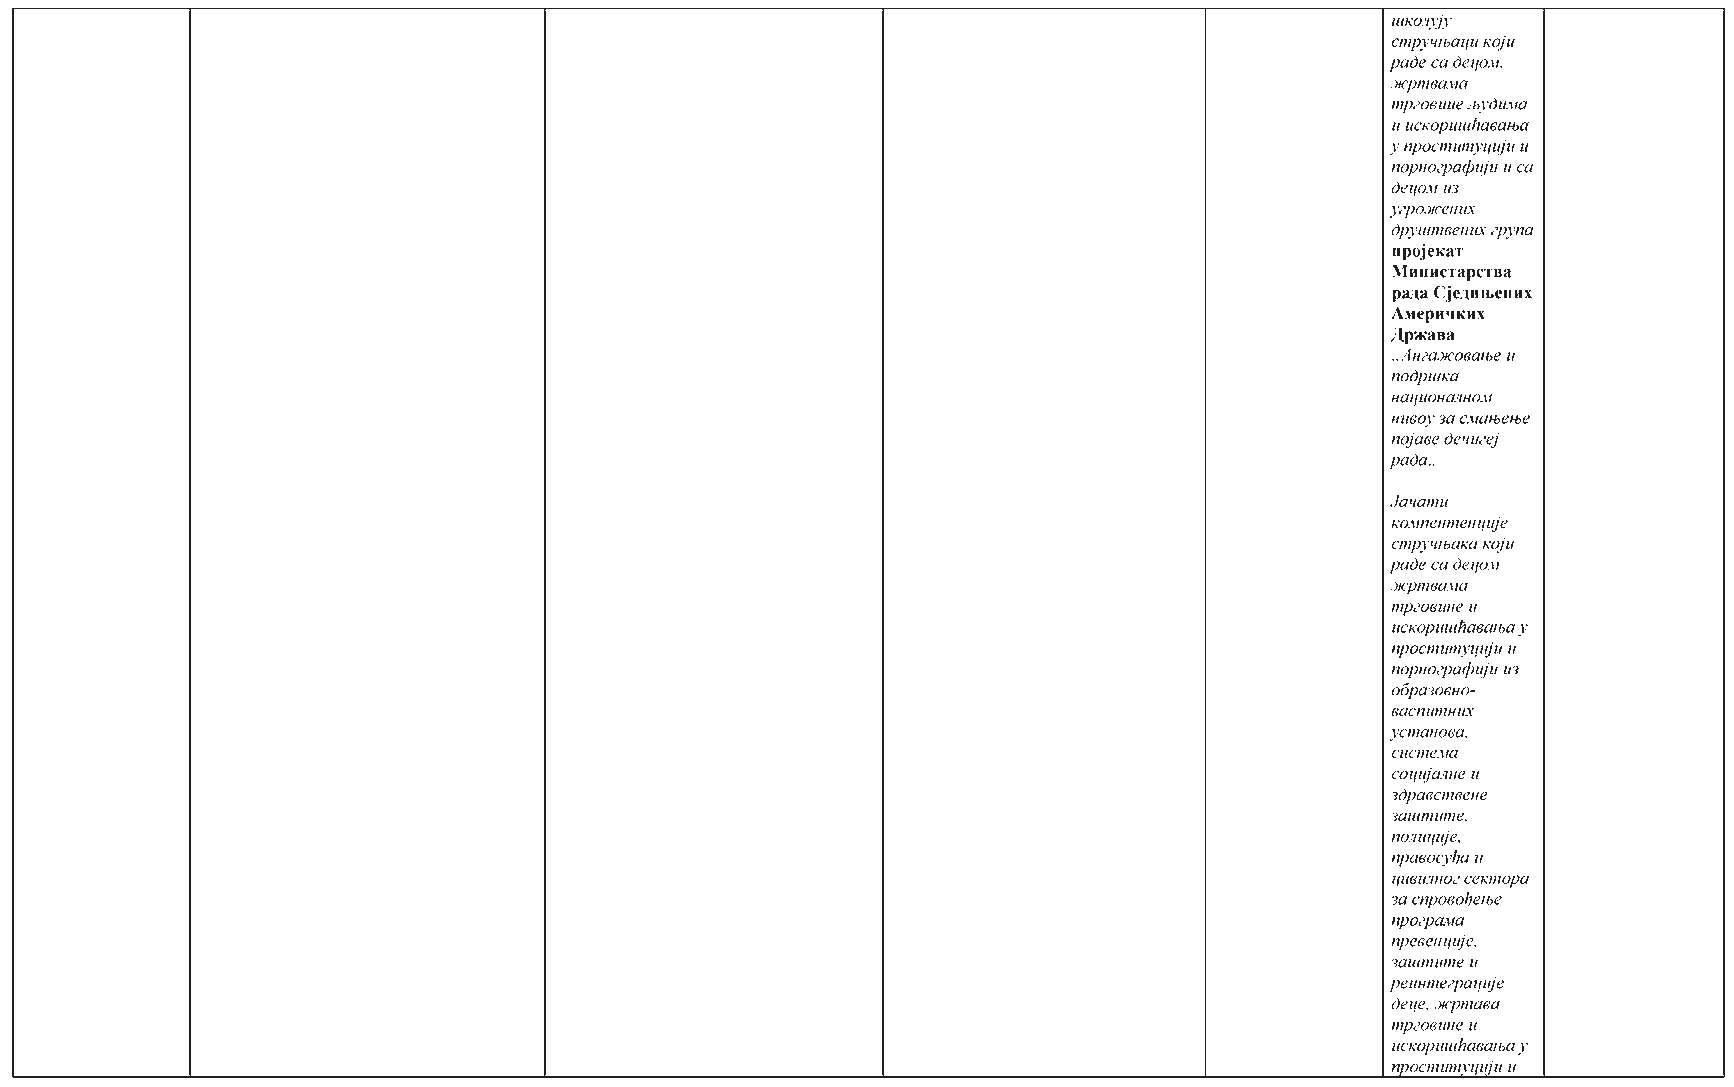 школују
стручњаци који
раде са децом,
жртвама
трговине људима
и искоришћавања
у проституцији и
порнографији и са
децом из
угрожених
друштвених група
пројекат
Министарства
рада Сједињених
Америчких
Држава
„Ангажовање и
подршка
националном
нивоу за смањење
појаве дечијег
рада„
Јачати
компентенције
стручњака који
раде са децом
жртвама
трговине и
искоришћавања у
проституцији и
порнографији из
образовно-
васпитних
установа,
система
социјалне и
здравствене
заштите,
полиције,
правосуђа и
цивилног сектора
за спровођење
програма
превенције,
заштите и
реинтеграције
деце, жртава
трговине и
искоришћавања у
проституцији и